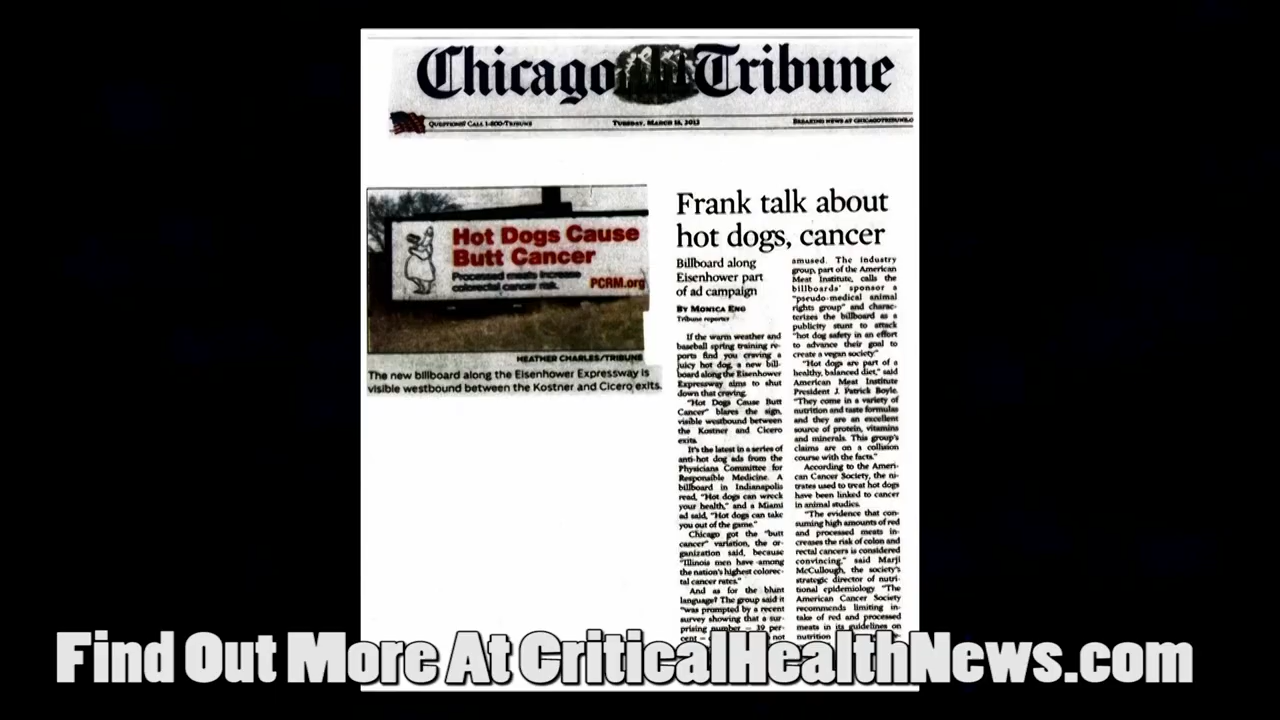 Chicago Tribune
QUESTIONS? CALL 1-800-TRIBUNE
TUESDAY, MARCH 13, 2012
BREAKING NEWS AT CHICAGOTRIBUNE.CO
Hot Dogs Cause
Butt Cancer
Processed meats increase
colorectal cancer risk.
PCRM.org
HEATHER CHARLES/TRIBUNE
The new billboard along the Eisenhower Expressway is
visible westbound between the Kostner and Cicero exits.
Frank talk about
hot dogs, cancer
Billboard along
Eisenhower part
of ad campaign
BY MONICA ENG
Tribune reporter
If the warm weather and
baseball spring training re-
ports find you craving a
juicy hot dog, a new bill-
board along the Eisenhower
Expressway aims to shut
down that craving.
"Hot Dogs Cause Butt
Cancer" blares the sign,
visible westbound between
the Kostner and Cicero
exits.
It's the latest in a series of
anti-hot dog ads from the
Physicians Committee for
Responsible Medicine. A
billboard in Indianapolis
read, "Hot dogs can wreck
your health," and a Miami
ad said, "Hot dogs can take
you out of the game."
Chicago got the "butt
cancer" variation, the or-
ganization said, because
"Illinois men have among
the nation's highest colorec-
tal cancer rates."
And as for the blunt
language? The group said it
"was prompted by a recent
survey showing that a sur-
prising number — 39 per-
cent — not
amused. The industry
group, part of the American
Meat Institute, calls the
billboards' sponsor a
"pseudo-medical animal
rights group" and charac-
terizes the billboard as a
publicity stunt to attack
"hot dog safety in an effort
to advance their goal to
create a vegan society."
"Hot dogs are part of a
healthy, balanced diet," said
American Meat Institute
President J. Patrick Boyle.
"They come in a variety of
nutrition and taste formulas
and they are an excellent
source of protein, vitamins
and minerals. This group's
claims are on a collision
course with the facts."
According to the Ameri-
can Cancer Society, the ni-
trates used to treat hot dogs
have been linked to cancer
in animal studies.
"The evidence that con-
suming high amounts of red
and processed meats in-
creases the risk of colon and
rectal cancers is considered
convincing," said Marji
McCullough, the society's
strategic director of nutri-
tional epidemiology. "The
American Cancer Society
recommends limiting in-
take of red and processed
meats in its guidelines on
nutrition
Find Out More At CriticalHealthNews.com